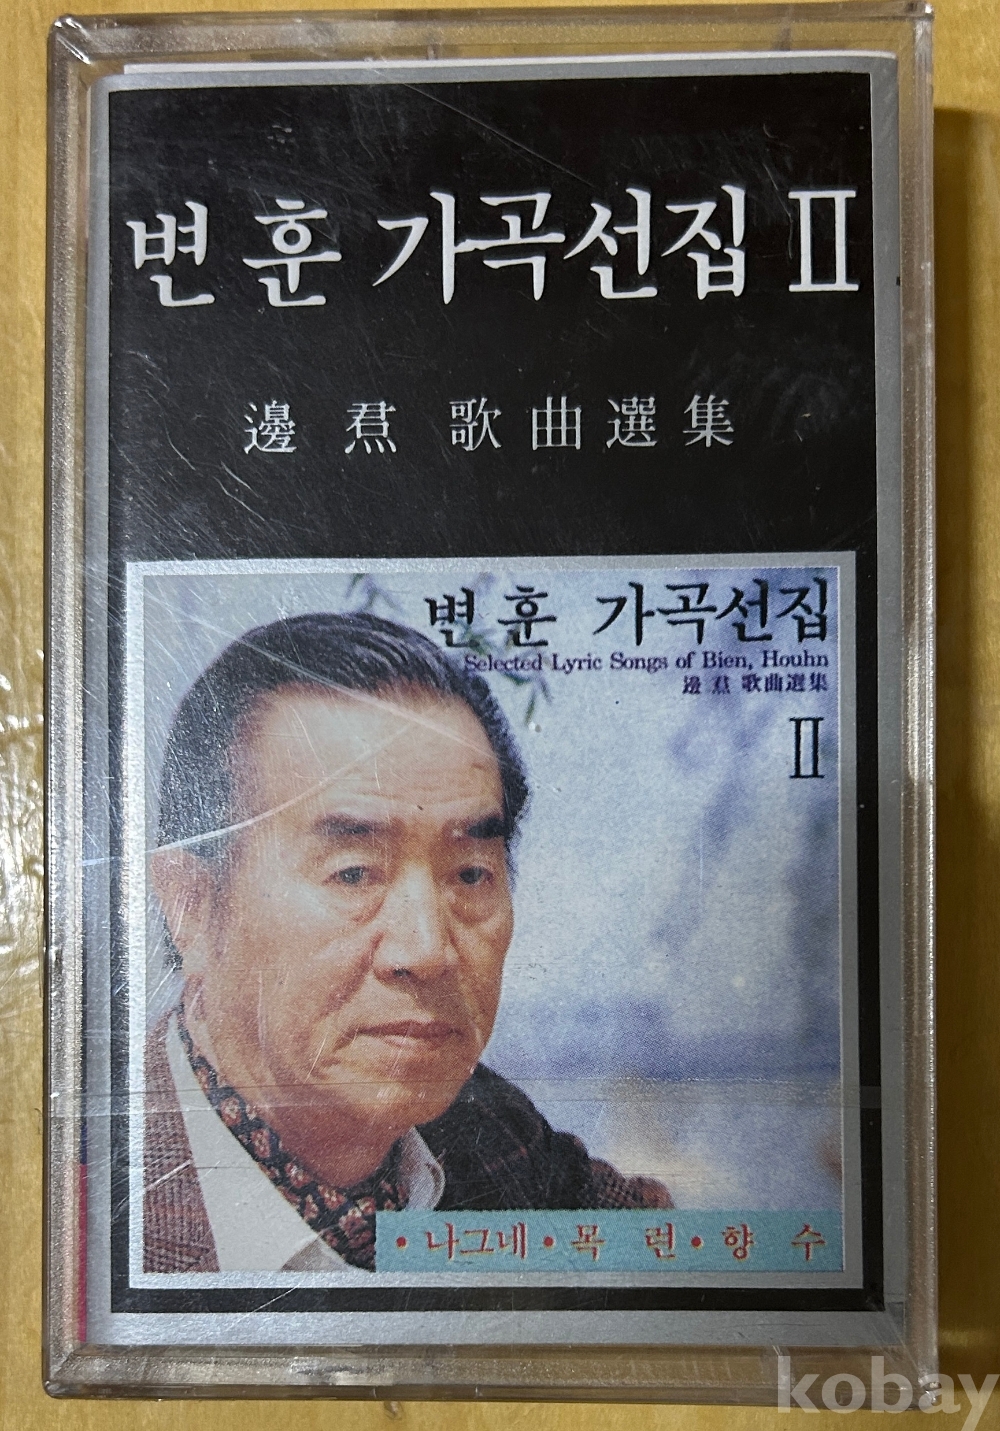 변 훈 가곡선집 II
邊 焄 歌曲選集
변 훈 가곡선집
Selected Lyric Songs of Bien, Houhn
邊 焄 歌曲選集
II
• 나그네 • 목 련 • 향 수
kobay